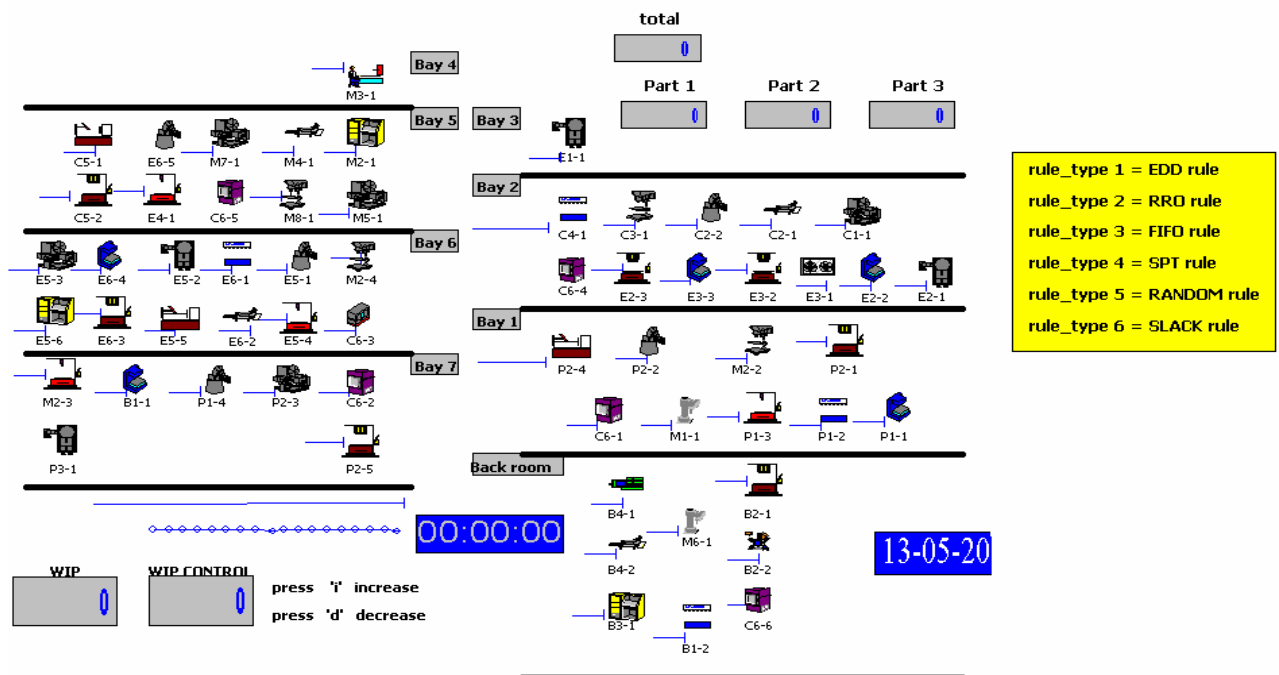 total
0
Part 1 Part 2 Part 3
0 0 0
Bay 4
M3-1
Bay 5
C5-1 E6-5 M7-1 M4-1 M2-1
C5-2 E4-1 C6-5 M8-1 M5-1
Bay 6
E5-3 E6-4 E5-2 E6-1 E5-1 M2-4
E5-6 E6-3 E5-5 E6-2 E5-4 C6-3
Bay 7
M2-3 B1-1 P1-4 P2-3 C6-2
P3-1 P2-5
00:00:00
WIP WIP CONTROL
0 0
press 'i' increase
press 'd' decrease
Bay 3
E1-1
Bay 2
C4-1 C3-1 C2-2 C2-1 C1-1
C6-4 E2-3 E3-3 E3-2 E3-1 E2-2 E2-1
Bay 1
P2-4 P2-2 M2-2 P2-1
C6-1 M1-1 P1-3 P1-2 P1-1
Back room
B4-1 B2-1
M6-1
B4-2 B2-2
B3-1 C6-6
B1-2
13-05-20
rule_type 1 = EDD rule
rule_type 2 = RRO rule
rule_type 3 = FIFO rule
rule_type 4 = SPT rule
rule_type 5 = RANDOM rule
rule_type 6 = SLACK rule